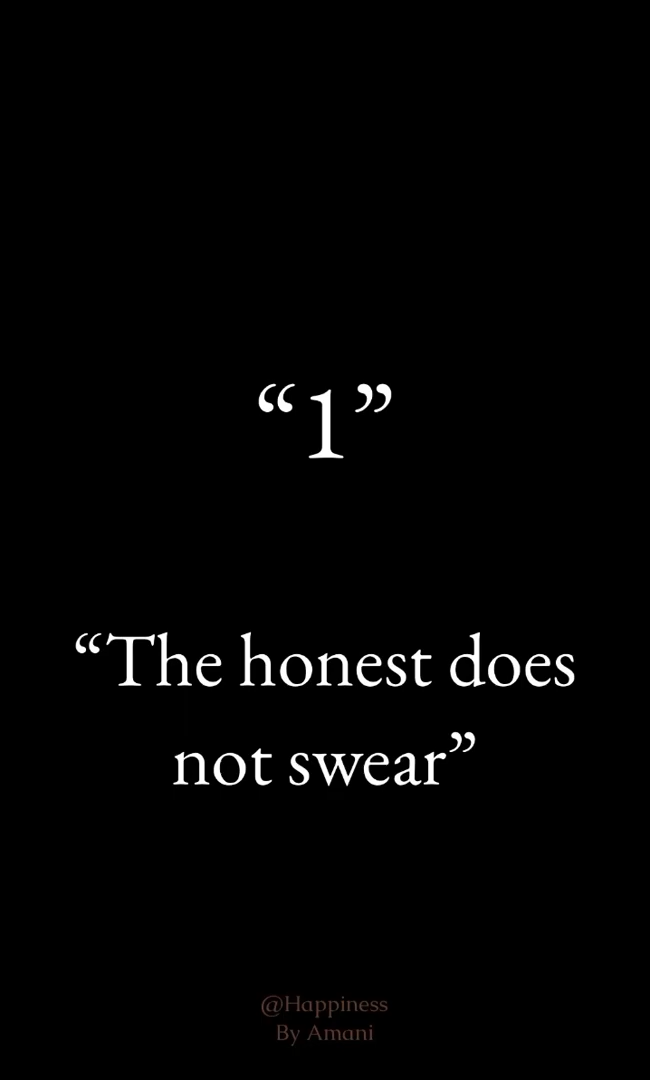 “1”
“The honest does
not swear”
@Happiness
By Amani